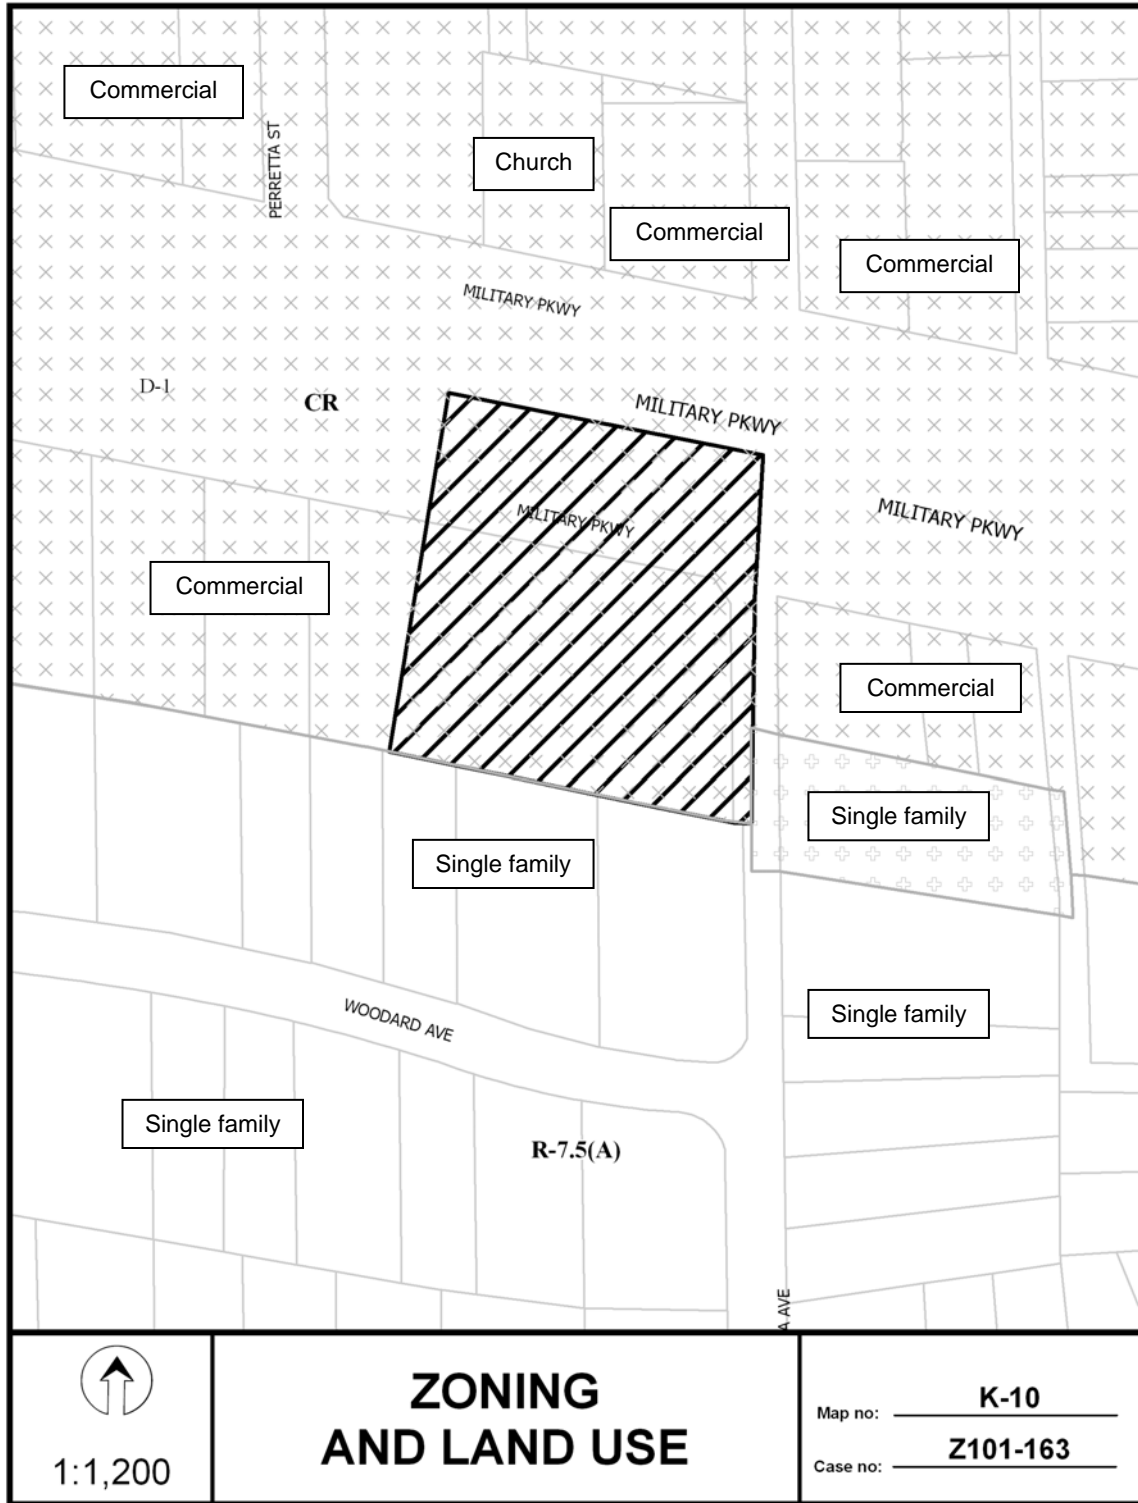 Commercial
PERRETTA ST
Church
Commercial
Commercial
MILITARY PKWY
D-1
CR
MILITARY PKWY
MILITARY PKWY
MILITARY PKWY
Commercial
Commercial
Single family
Single family
WOODARD AVE
Single family
Single family
R-7.5(A)
A AVE
1:1,200
ZONING
AND LAND USE
Map no: K-10
Case no: Z101-163